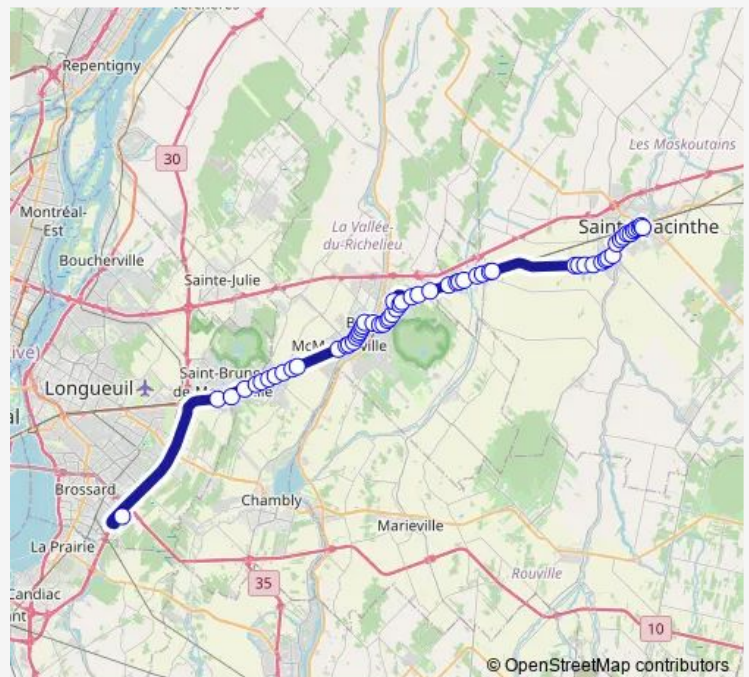 Repentigny
30
Les Maskoutains
Montréal-
Est
La Vallée-
du-Richelieu
Boucherville
Sainte-Julie
Longueuil
Brossard
Chambly
Marieville
La Prairie
Rouville
35
Candiac
10
© OpenStreetMap contributors